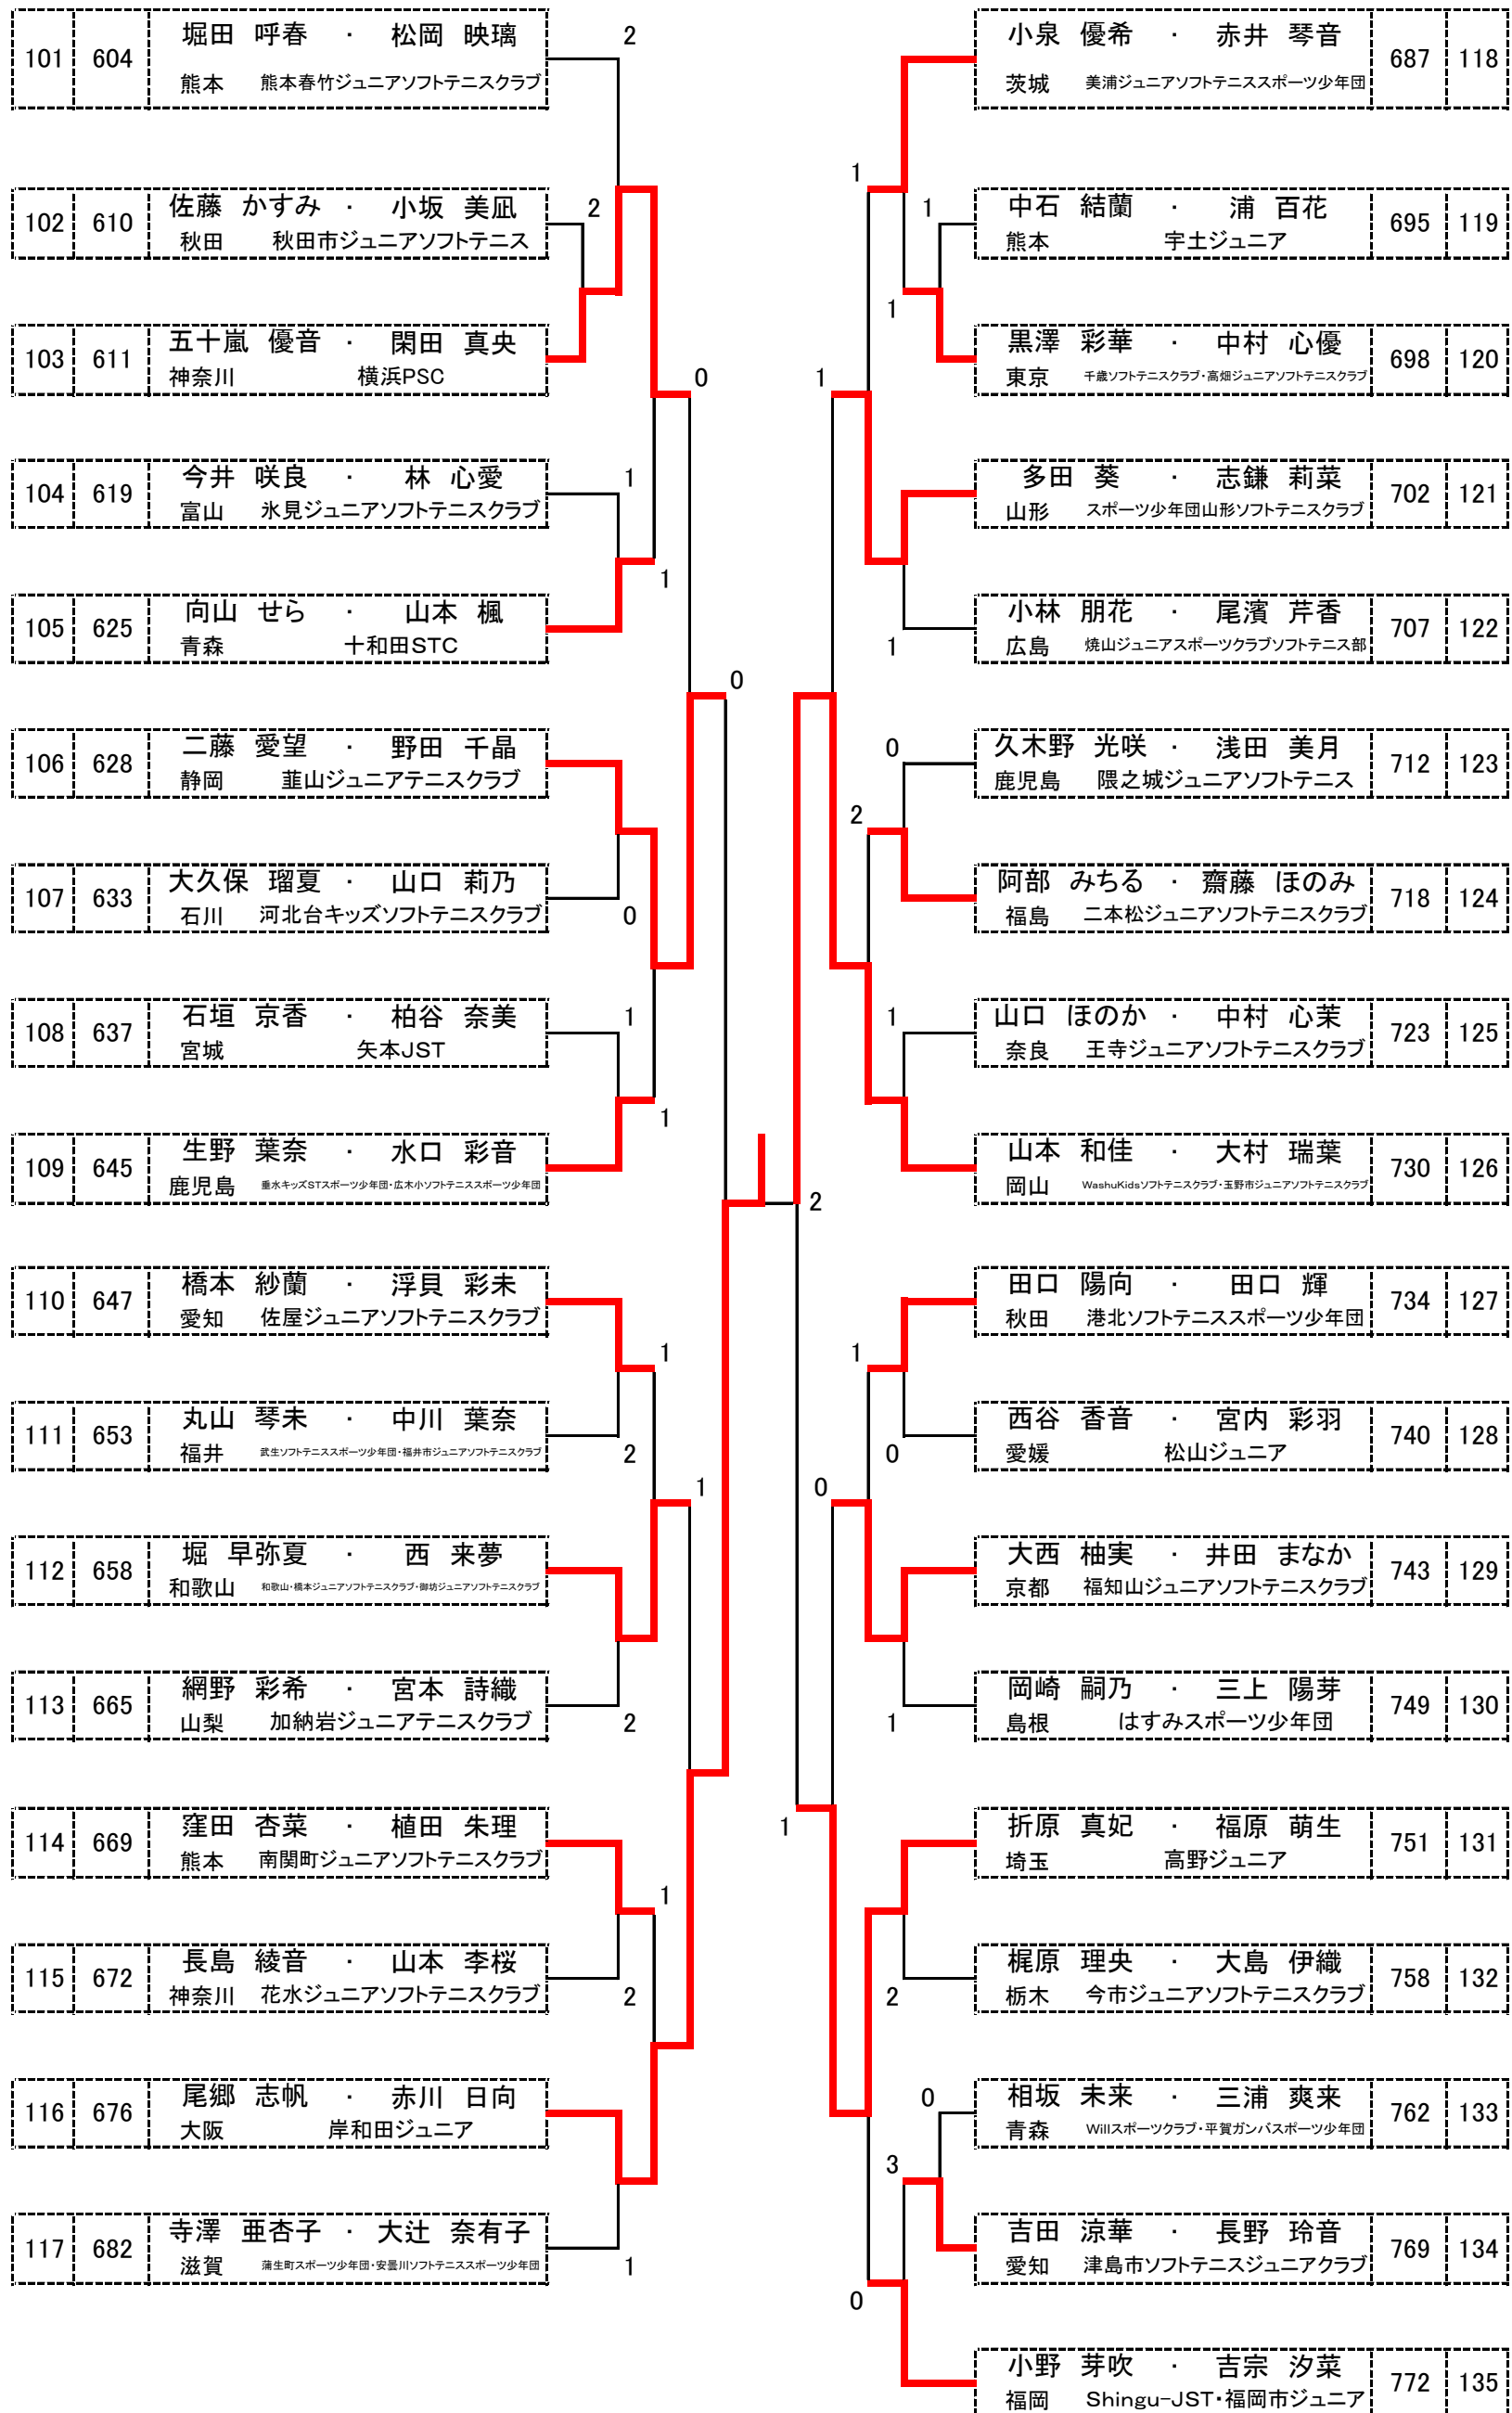 101 604 堀田 呼春 ・ 松岡 映璃
熊本 熊本春竹ジュニアソフトテニスクラブ
2
102 610 佐藤 かすみ ・ 小坂 美凪
秋田 秋田市ジュニアソフトテニス
2
103 611 五十嵐 優音 ・ 閑田 真央
神奈川 横浜PSC
0
104 619 今井 咲良 ・ 林 心愛
富山 氷見ジュニアソフトテニスクラブ
1
1
105 625 向山 せら ・ 山本 楓
青森 十和田STC
0
106 628 二藤 愛望 ・ 野田 千晶
静岡 韮山ジュニアテニスクラブ
107 633 大久保 瑠夏 ・ 山口 莉乃
石川 河北台キッズソフトテニスクラブ
0
108 637 石垣 京香 ・ 柏谷 奈美
宮城 矢本JST
1
1
109 645 生野 葉奈 ・ 水口 彩音
鹿児島 垂水キッズSTスポーツ少年団・広木小ソフトテニススポーツ少年団
110 647 橋本 紗蘭 ・ 浮貝 彩未
愛知 佐屋ジュニアソフトテニスクラブ
1
111 653 丸山 琴未 ・ 中川 葉奈
福井 武生ソフトテニススポーツ少年団・福井市ジュニアソフトテニスクラブ
2
1
112 658 堀 早弥夏 ・ 西 来夢
和歌山 和歌山・橋本ジュニアソフトテニスクラブ・御坊ジュニアソフトテニスクラブ
113 665 網野 彩希 ・ 宮本 詩織
山梨 加納岩ジュニアテニスクラブ
2
114 669 窪田 杏菜 ・ 植田 朱理
熊本 南関町ジュニアソフトテニスクラブ
1
115 672 長島 綾音 ・ 山本 李桜
神奈川 花水ジュニアソフトテニスクラブ
2
116 676 尾郷 志帆 ・ 赤川 日向
大阪 岸和田ジュニア
117 682 寺澤 亜杏子 ・ 大辻 奈有子
滋賀 蒲生町スポーツ少年団・安曇川ソフトテニススポーツ少年団
1
小泉 優希 ・ 赤井 琴音 687 118
茨城 美浦ジュニアソフトテニススポーツ少年団
1
1
中石 結蘭 ・ 浦 百花 695 119
熊本 宇土ジュニア
1
黒澤 彩華 ・ 中村 心優 698 120
東京 千歳ソフトテニスクラブ・高畑ジュニアソフトテニスクラブ
1
多田 葵 ・ 志鎌 莉菜 702 121
山形 スポーツ少年団山形ソフトテニスクラブ
小林 朋花 ・ 尾濱 芹香 707 122
広島 焼山ジュニアスポーツクラブソフトテニス部
1
0
久木野 光咲 ・ 浅田 美月 712 123
鹿児島 隈之城ジュニアソフトテニス
2
阿部 みちる ・ 齋藤 ほのみ 718 124
福島 二本松ジュニアソフトテニスクラブ
1
山口 ほのか ・ 中村 心茉 723 125
奈良 王寺ジュニアソフトテニスクラブ
山本 和佳 ・ 大村 瑞葉 730 126
岡山 WashuKidsソフトテニスクラブ・玉野市ジュニアソフトテニスクラブ
2
田口 陽向 ・ 田口 輝 734 127
秋田 港北ソフトテニススポーツ少年団
1
西谷 香音 ・ 宮内 彩羽 740 128
愛媛 松山ジュニア
0
0
大西 柚実 ・ 井田 まなか 743 129
京都 福知山ジュニアソフトテニスクラブ
岡崎 嗣乃 ・ 三上 陽芽 749 130
島根 はすみスポーツ少年団
1
1
折原 真妃 ・ 福原 萌生 751 131
埼玉 高野ジュニア
梶原 理央 ・ 大島 伊織 758 132
栃木 今市ジュニアソフトテニスクラブ
2
0
相坂 未来 ・ 三浦 爽来 762 133
青森 Willスポーツクラブ・平賀ガンバスポーツ少年団
3
吉田 涼華 ・ 長野 玲音 769 134
愛知 津島市ソフトテニスジュニアクラブ
0
小野 芽吹 ・ 吉宗 汐菜 772 135
福岡 Shingu-JST・福岡市ジュニア